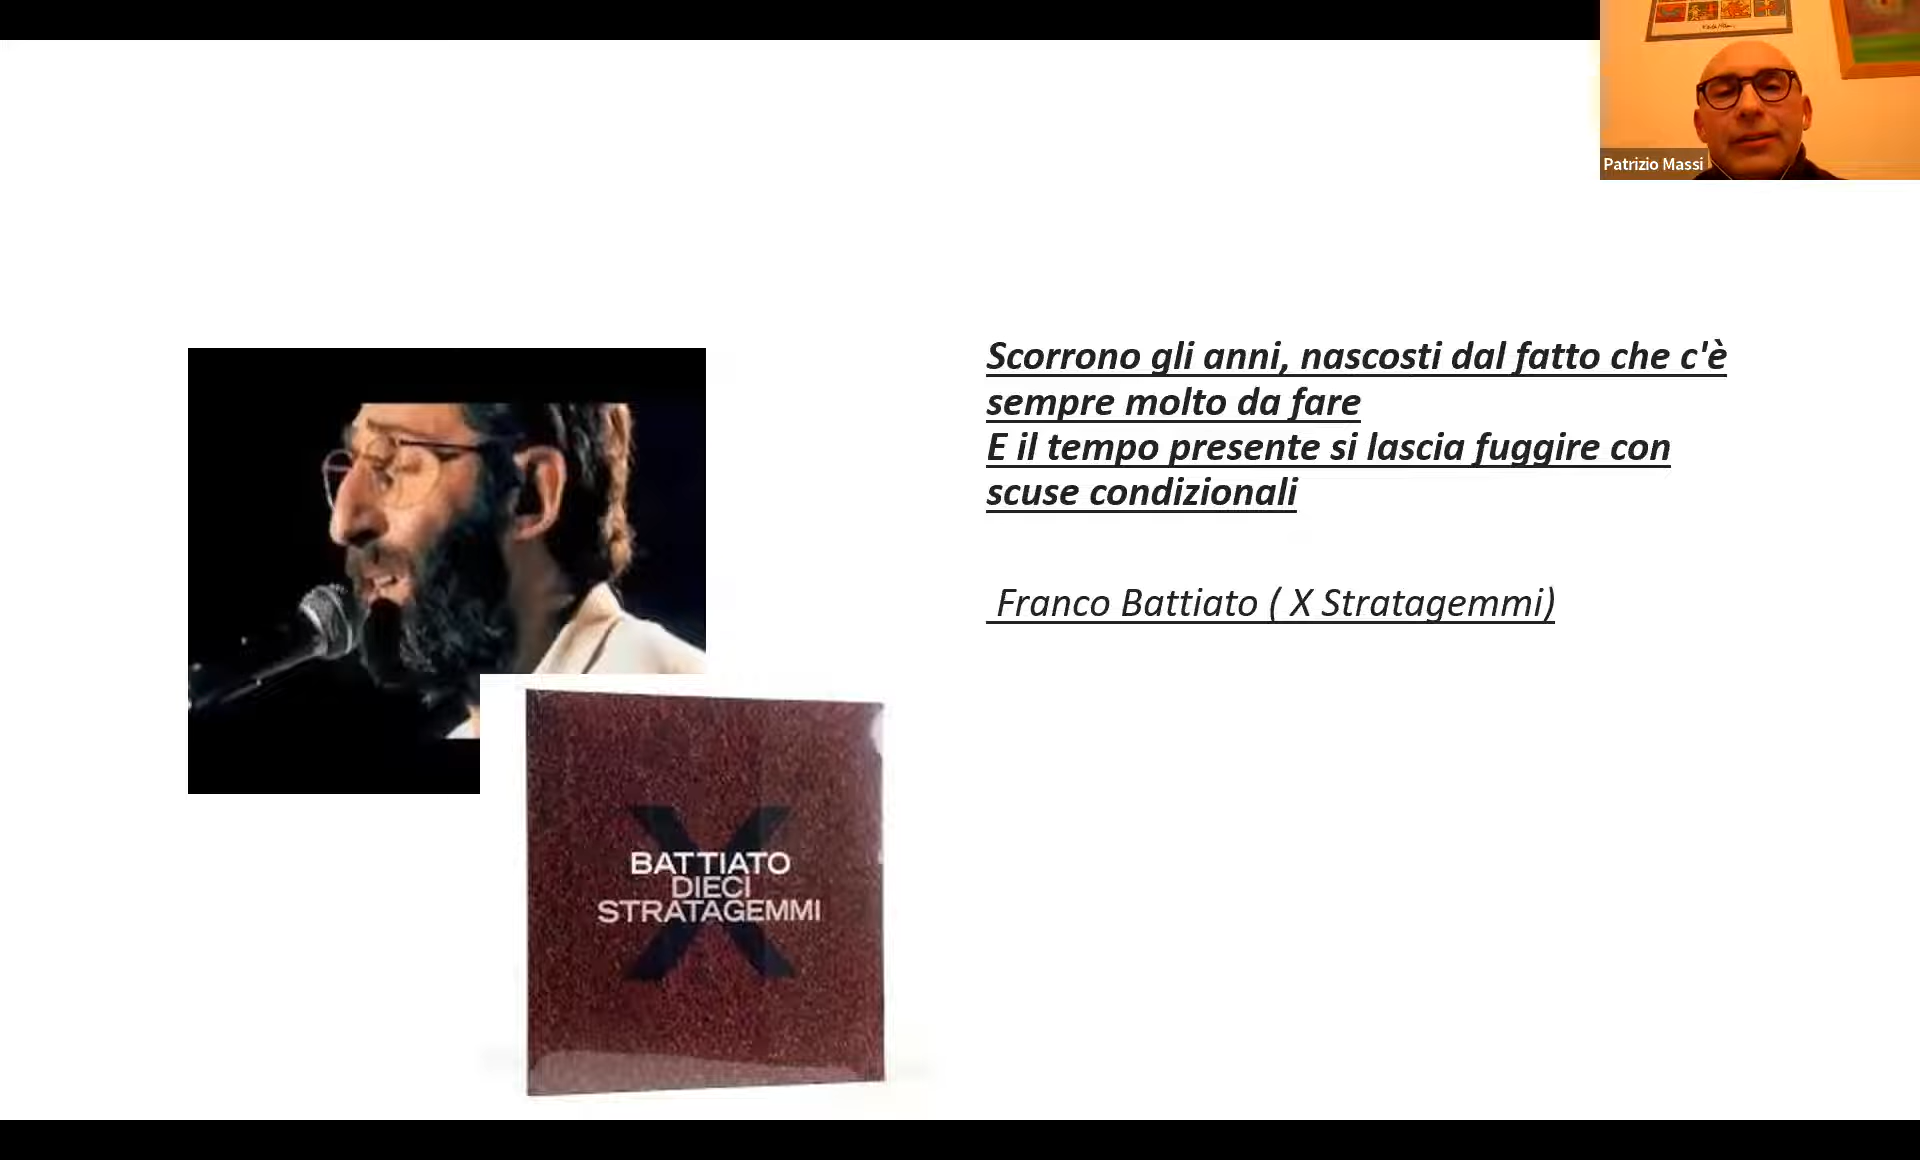 Patrizio Massi
Scorrono gli anni, nascosti dal fatto che c'è
sempre molto da fare
E il tempo presente si lascia fuggire con
scuse condizionali
Franco Battiato ( X Stratagemmi)
X
BATTIATO
DIECI
STRATAGEMMI